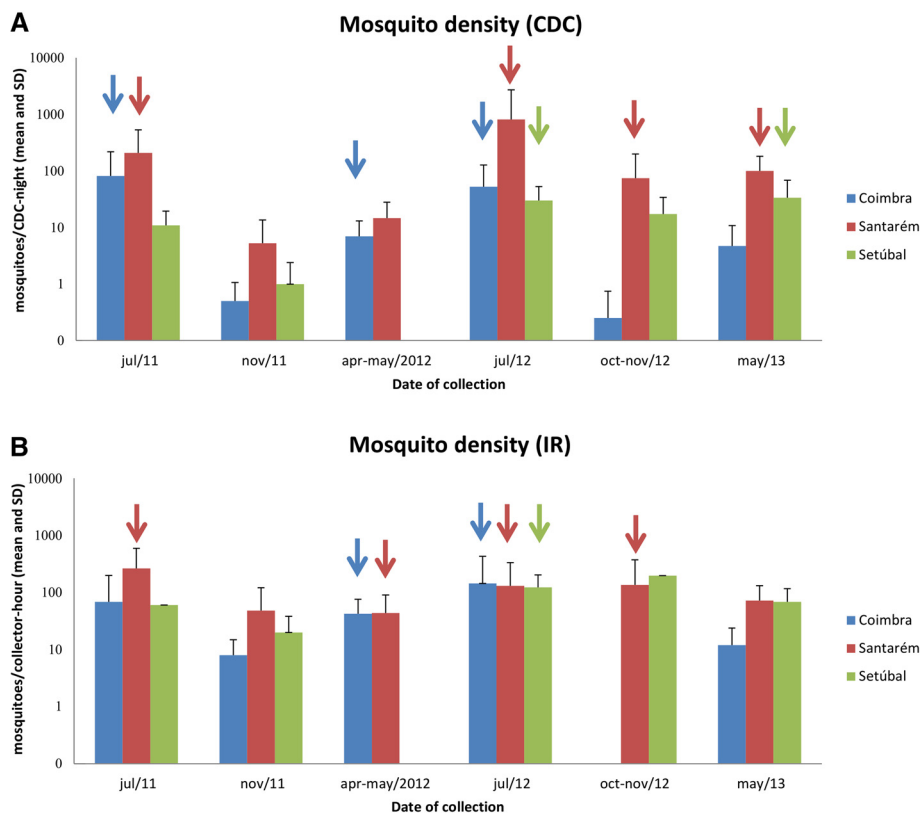 A
Mosquito density (CDC)
mosquitoes/CDC-night (mean and SD)
10000
1000
100
10
1
0
jul/11
nov/11
apr-may/2012
jul/12
oct-nov/12
may/13
Date of collection
Coimbra
Santarém
Setúbal
B
Mosquito density (IR)
mosquitoes/collector-hour (mean and SD)
10000
1000
100
10
1
0
jul/11
nov/11
apr-may/2012
jul/12
oct-nov/12
may/13
Date of collection
Coimbra
Santarém
Setúbal